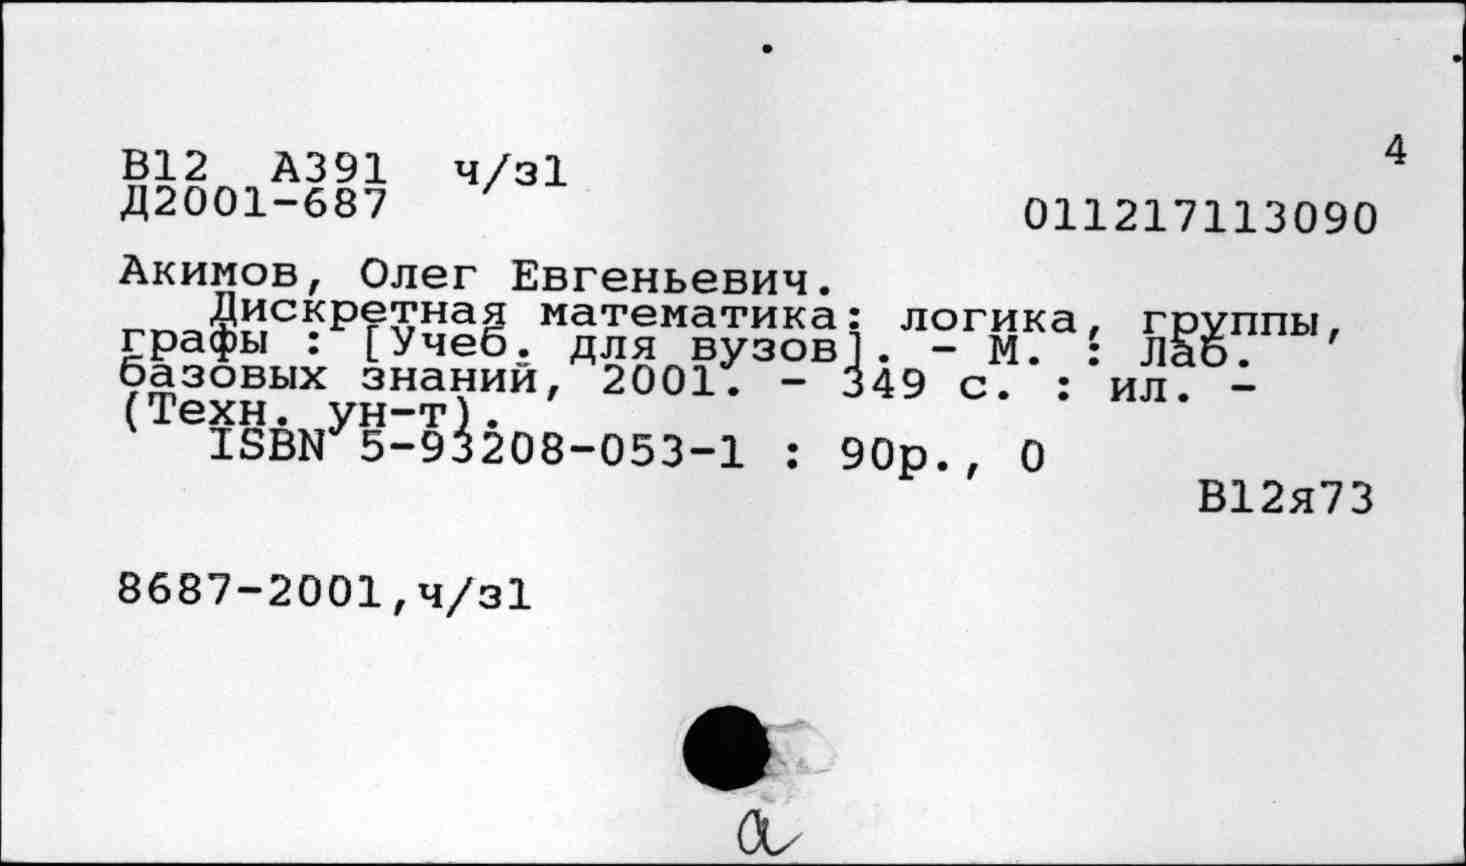 4
В12 А391 ч/з1
Д2001-687
011217113090
Акимов, Олег Евгеньевич.
Дискретная математика: логика, группы,
графы : [Учеб. для вузов]. - М. : Лаб.
базовых знаний, 2001. - 349 с. : ил. -
(Техн. ун-т).
ISBN 5-93208-053-1 : 90р., 0
В12я73
8687-2001,ч/з1
а